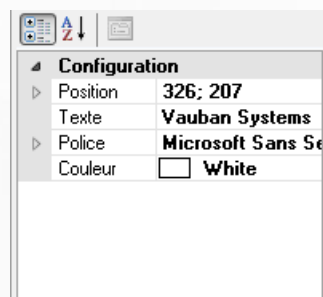 Configuration
Position 326; 207
Texte Vauban Systems
Police Microsoft Sans Se
Couleur White